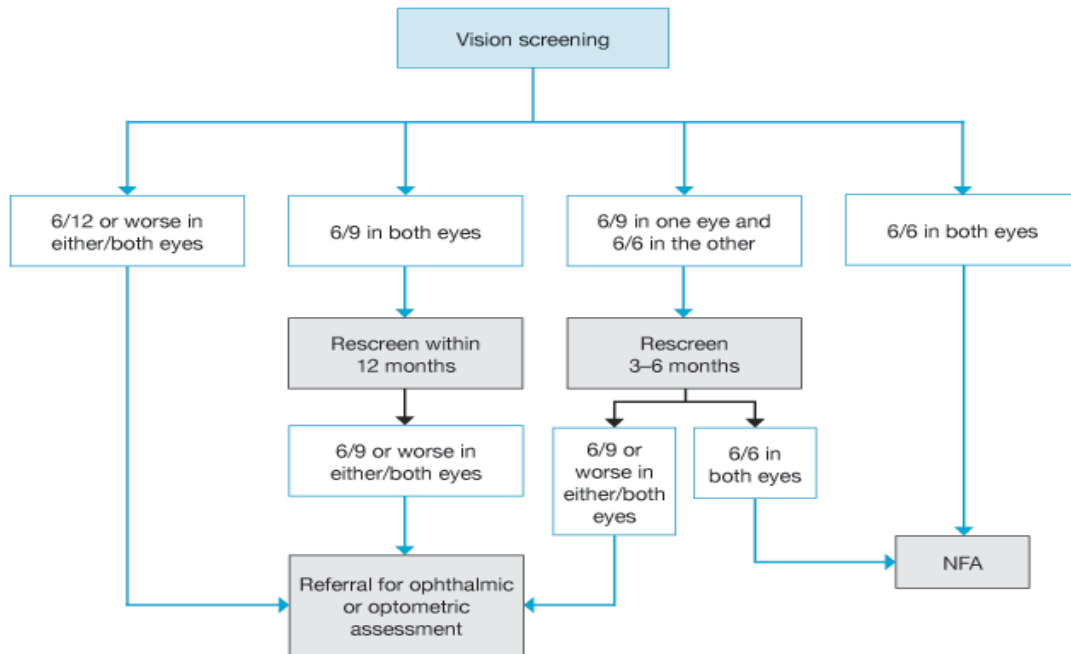 Vision screening
6/12 or worse in
either/both eyes
6/9 in both eyes
6/9 in one eye and
6/6 in the other
6/6 in both eyes
Rescreen within
12 months
Rescreen
3–6 months
6/9 or worse in
either/both eyes
6/9 or
worse in
either/both
eyes
6/6 in
both eyes
NFA
Referral for ophthalmic
or optometric
assessment